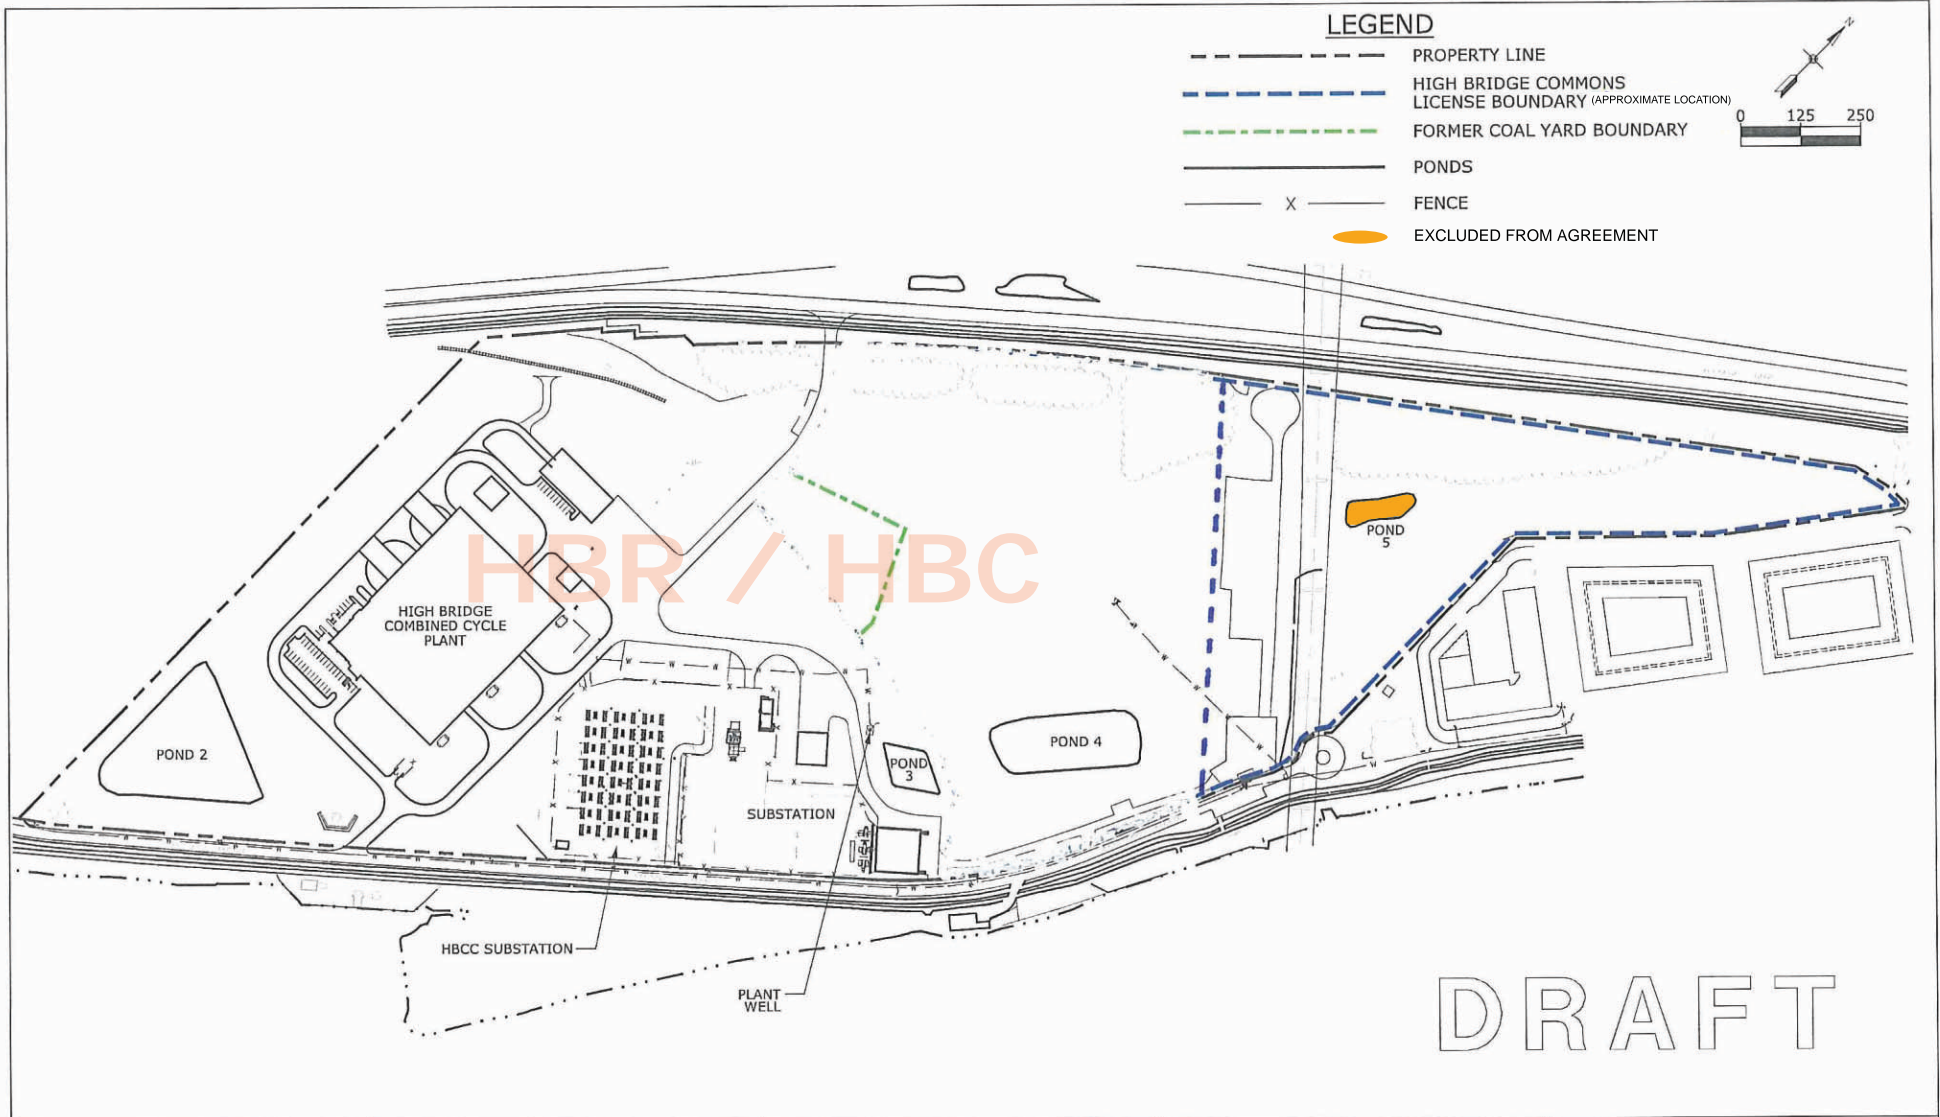 LEGEND
PROPERTY LINE
HIGH BRIDGE COMMONS
LICENSE BOUNDARY (APPROXIMATE LOCATION)
FORMER COAL YARD BOUNDARY
PONDS
X FENCE
EXCLUDED FROM AGREEMENT
N
0 125 250
POND
5
HBR / HBC
HIGH BRIDGE
COMBINED CYCLE
PLANT
POND 2
POND 4
POND
3
SUBSTATION
HBCC SUBSTATION
PLANT
WELL
DRAFT